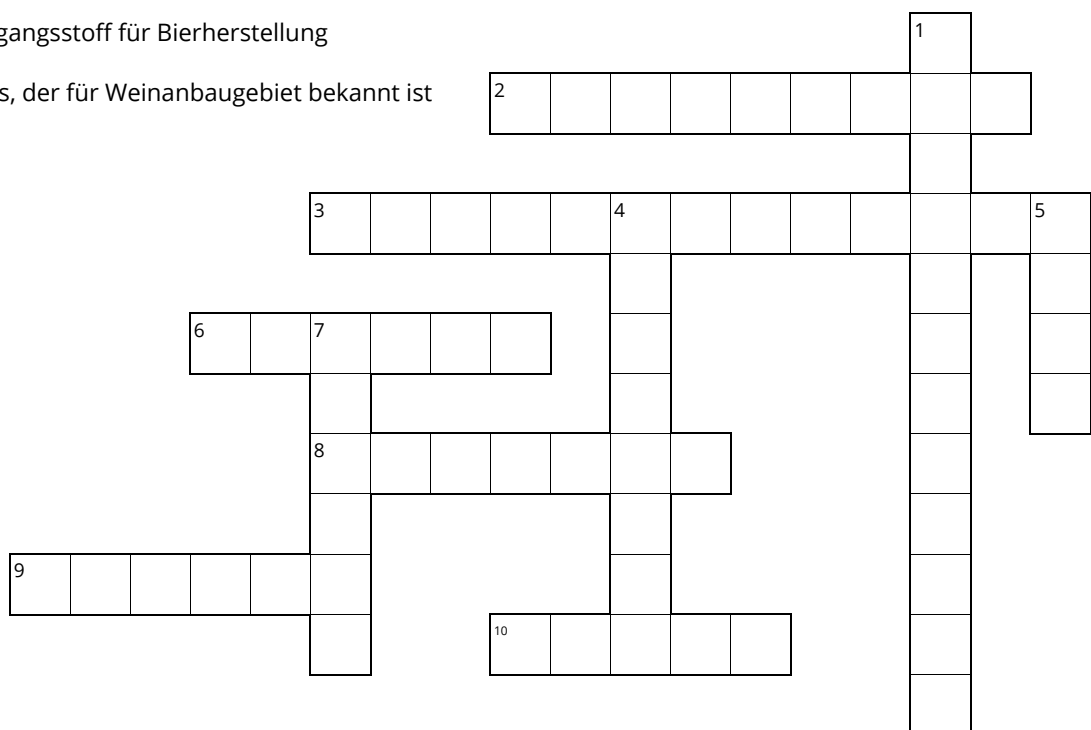 gangsstoff für Bierherstellung
1
s, der für Weinanbaugebiet bekannt ist
2
3 4 5
6 7
8
9
10